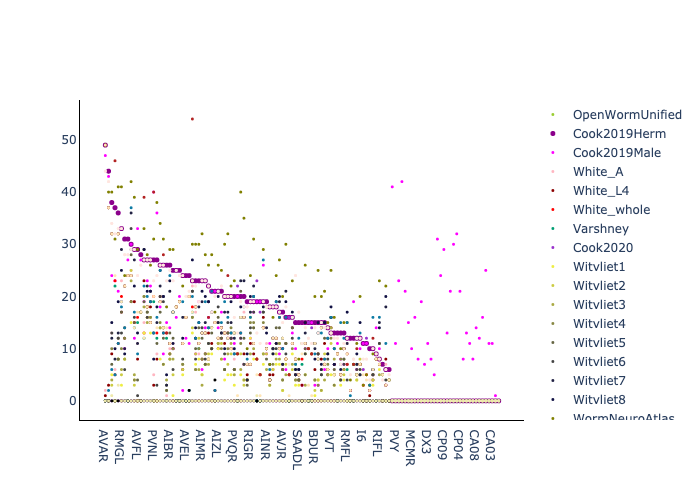 OpenWormUnified
Cook2019Herm
Cook2019Male
White_A
White_L4
White_whole
Varshney
Cook2020
Witvliet1
Witvliet2
Witvliet3
Witvliet4
Witvliet5
Witvliet6
Witvliet7
Witvliet8
WormNeuroAtlas
50
40
30
20
10
0
AVAR
RMGL
AVFL
PVNL
AIBR
AVEL
AIMR
AIZL
PVQR
RIGR
AINR
AVJR
SAADL
BDUR
PVT
RMFL
I6
RIFL
PVY
MCMR
DX3
CP09
CP04
CA08
CA03